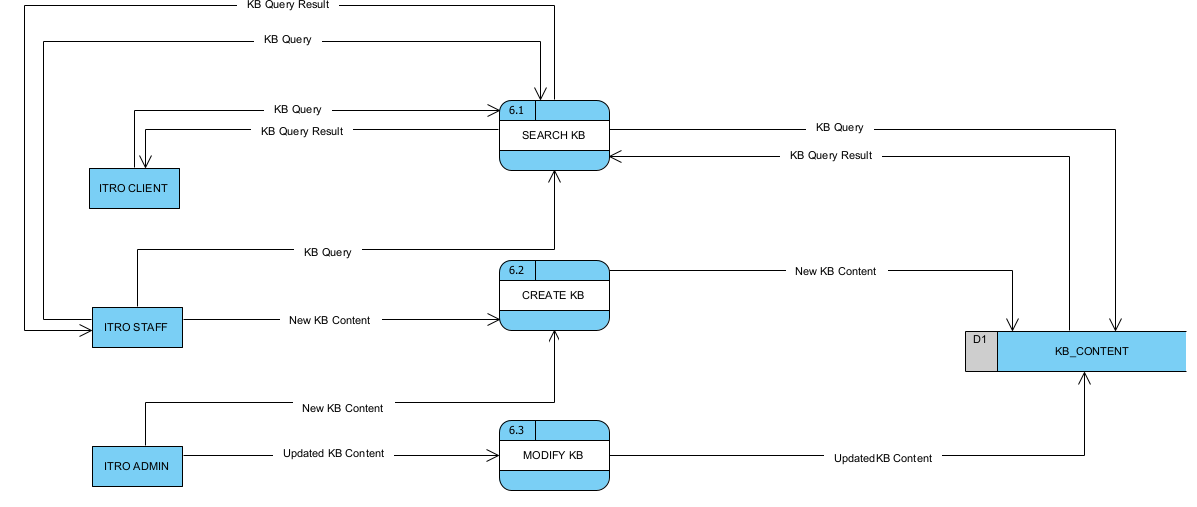 KB Query Result
KB Query
KB Query
KB Query Result
6.1
SEARCH KB
KB Query
KB Query Result
ITRO CLIENT
KB Query
6.2
CREATE KB
New KB Content
ITRO STAFF
New KB Content
D1
KB_CONTENT
New KB Content
6.3
MODIFY KB
Updated KB Content
UpdatedKB Content
ITRO ADMIN